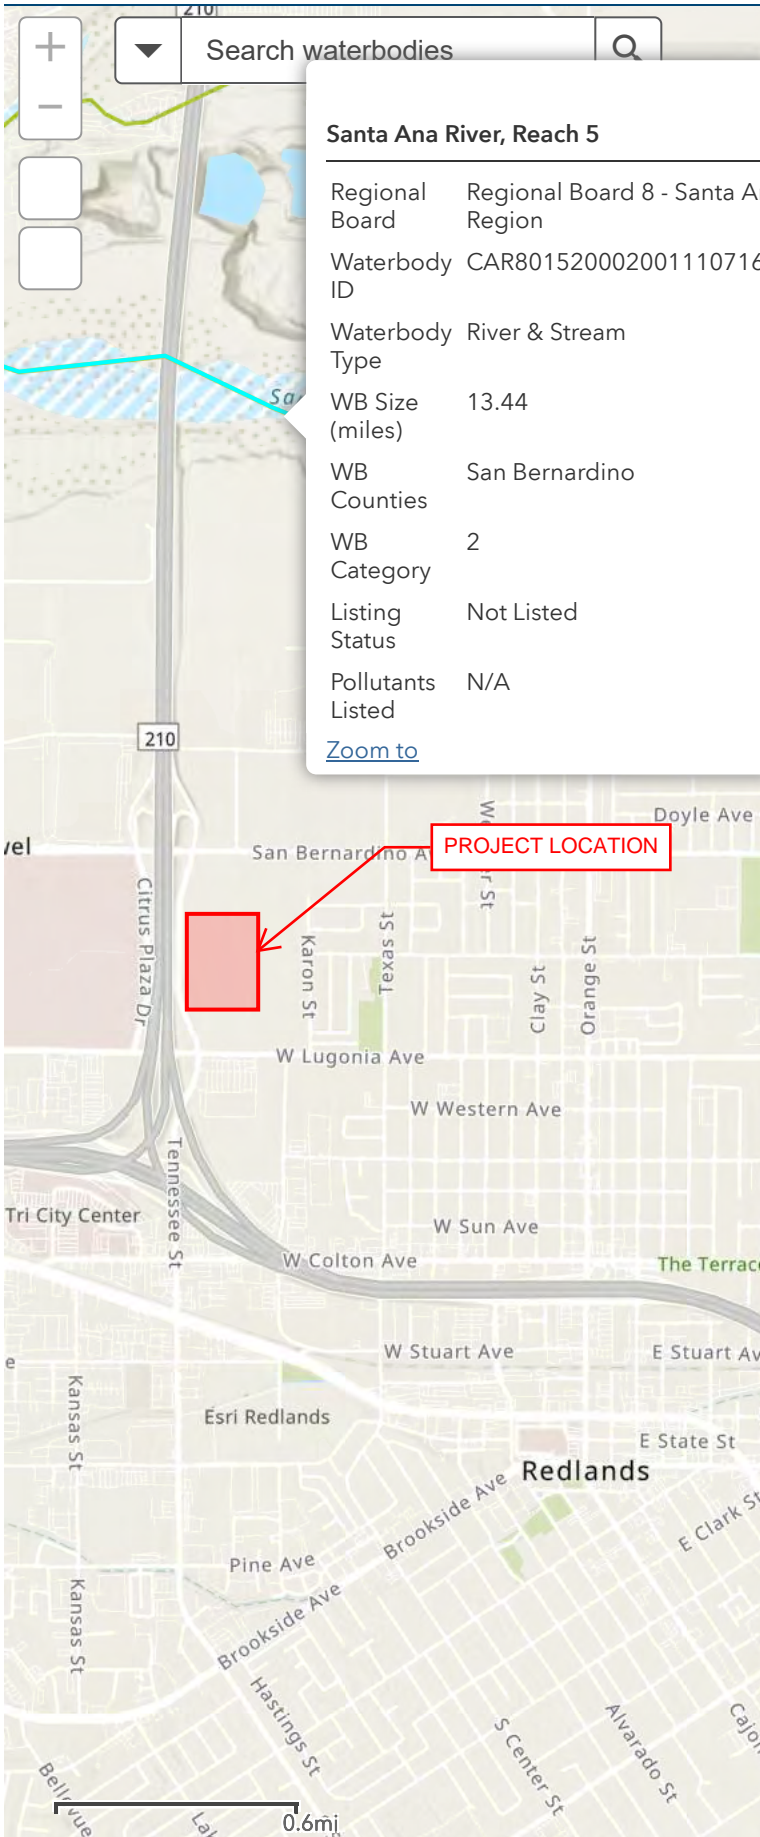 210
Search waterbodies
Santa Ana River, Reach 5
Regional Board
Regional Board 8 - Santa
Region
Waterbody ID
CAR8015200020011107716
Waterbody Type
River & Stream
WB Size (miles)
13.44
WB Counties
San Bernardino
WB Category
2
Listing Status
Not Listed
Pollutants Listed
N/A
Zoom to
210
Doyle Ave
San Bernardino A
PROJECT LOCATION
Citrus Plaza Dr
Karon St
Texas St
Clay St
Orange St
W Lugonia Ave
W Western Ave
Tennessee St
Tri City Center
W Sun Ave
W Colton Ave
The Terrac
W Stuart Ave
E Stuart Av
Kansas St
Esri Redlands
E State St
Redlands
Brookside Ave
E Clark St
Pine Ave
Kansas St
Brookside Ave
Hastings St
S Center St
Alvarado St
Cajon
0.6mi